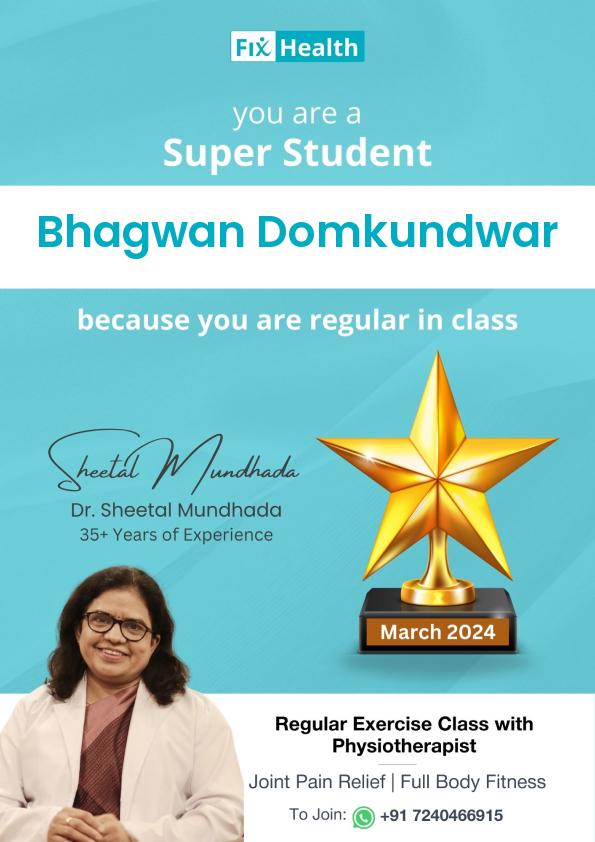 Fix Health
you are a
Super Student
Bhagwan Domkundwar
because you are regular in class
Sheetal Mundhada
Dr. Sheetal Mundhada
35+ Years of Experience
March 2024
Regular Exercise Class with
Physiotherapist
Joint Pain Relief | Full Body Fitness
To Join: +91 7240466915